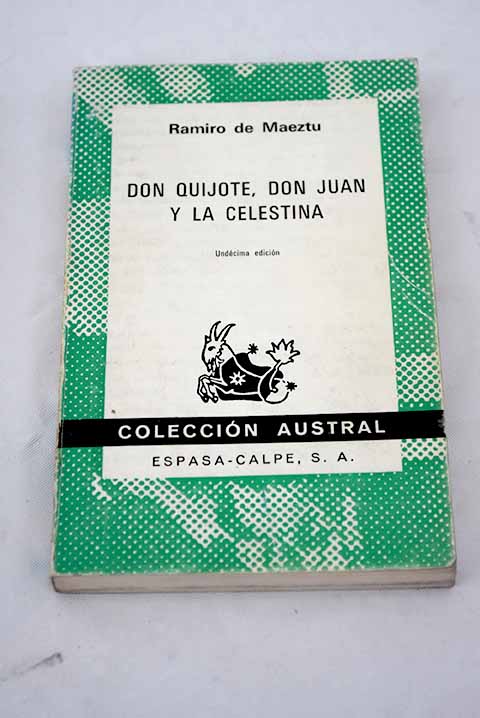 Ramiro de Maeztu
DON QUIJOTE, DON JUAN
Y LA CELESTINA
Undécima edición
COLECCIÓN AUSTRAL
ESPASA-CALPE, S. A.